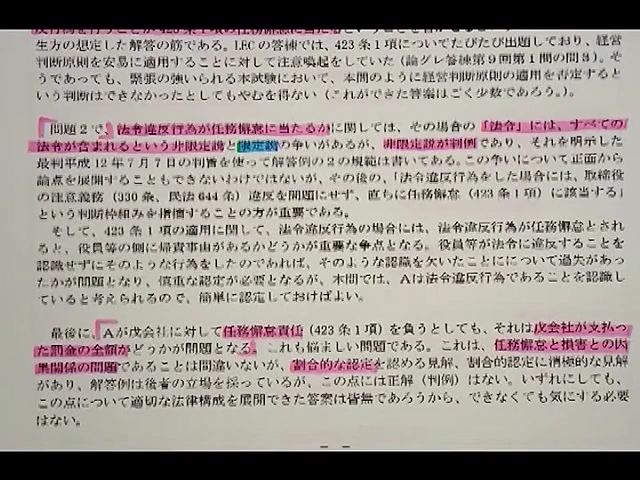 生方の想定した解答の筋である。LECの答練では、423条1項についてたびたび出題しており、経営
判断原則を安易に適用することに対して注意喚起をしていた（論グレ答練第9回第1問の問3）。そ
うであっても、緊張の強いられる本試験において、本問のように経営判断原則の適用を否定すると
いう判断はできなかったとしてもやむを得ない（これができた答案はごく少数であろう。）。
「問題2で、法令違反行為が任務懈怠に当たるかに関しては、その場合の「法令」には、すべての
法令が含まれるという非限定説と限定説の争いがあるが、非限定説が判例であり、それを明示した
最判平成12年7月7日の判旨を使って解答例の2の規範は書いてある。この争いについて正面から
論点を展開することもできないわけではないが、その後の、「法令違反行為をした場合には、取締役
の注意義務（330条、民法644条）違反を問題にせず、直ちに任務懈怠（423条1項）に該当する」
という判断枠組みを指摘することの方が重要である。
そして、423条1項の適用に関して、法令違反行為の場合には、法令違反行為が任務懈怠とされ
ると、役員等の側に帰責事由があるかどうかが重要な争点となる。役員等が法令に違反することを
認識せずにそのような行為をしたのであれば、そのような認識を欠いたことにについて過失があっ
たかが問題となり、慎重な認定が必要となるが、本問では、Aは法令違反行為であることを認識し
ていると考えられるので、簡単に認定しておけばよい。
最後に、「Aが戊会社に対して任務懈怠責任（423条1項）を負うとしても、それは戊会社が支払っ
た罰金の全額かどうかが問題となる。これも悩ましい問題である。これは、任務懈怠と損害との因
果関係の問題であることは間違いないが、割合的な認定を認める見解、割合的認定に消極的な見解
があり、解答例は後者の立場を採っているが、この点には正解（判例）はない。いずれにしても、
この点について適切な法律構成を展開できた答案は皆無であろうから、できなくても気にする必要
はない。